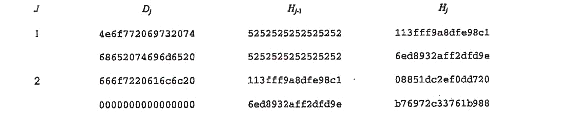 J D_j H_{j-1} H_j
1 4e6f772069732074 5252525252525252 113fff9a8dfe98c1
68652074696d6520 5252525252525252 6ed8932aff2dfd9e
2 666f7220616c6c20 113fff9a8dfe98c1 08851dc2ef0dd720
0000000000000000 6ed8932aff2dfd9e b76972c33761b988